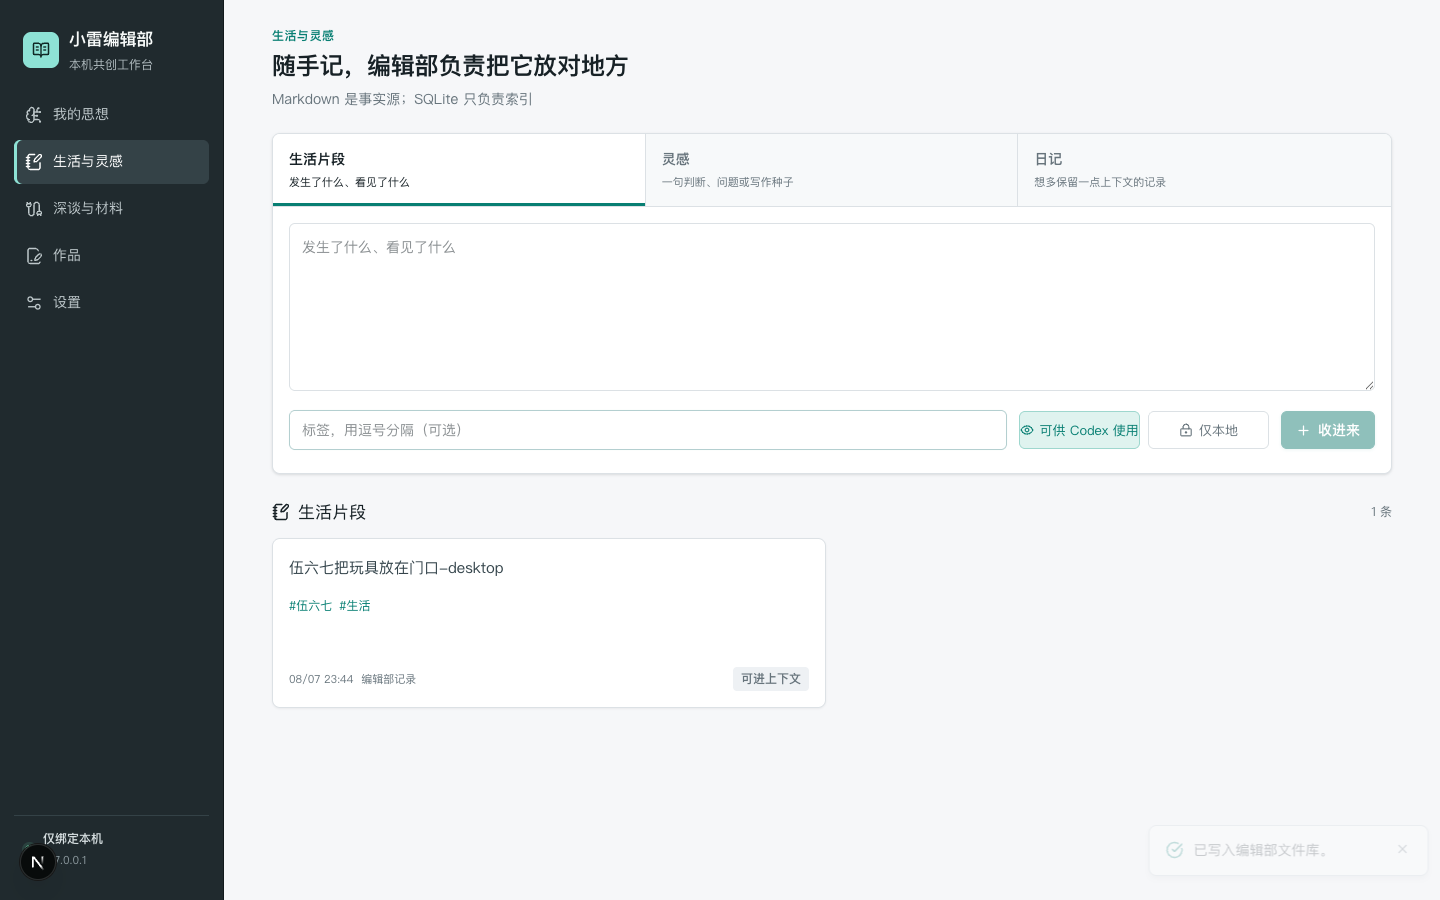 小雷编辑部
本机共创工作台
我的思想
生活与灵感
深谈与材料
作品
设置
仅绑定本机
7.0.0.1
生活与灵感
随手记，编辑部负责把它放对地方
Markdown 是事实源；SQLite 只负责索引
生活片段
发生了什么、看见了什么
灵感
一句判断、问题或写作种子
日记
想多保留一点上下文的记录
发生了什么、看见了什么
标签，用逗号分隔（可选）
可供 Codex 使用
仅本地
收进来
生活片段
1 条
伍六七把玩具放在门口-desktop
#伍六七 #生活
08/07 23:44 编辑部记录
可进上下文
已写入编辑部文件库。